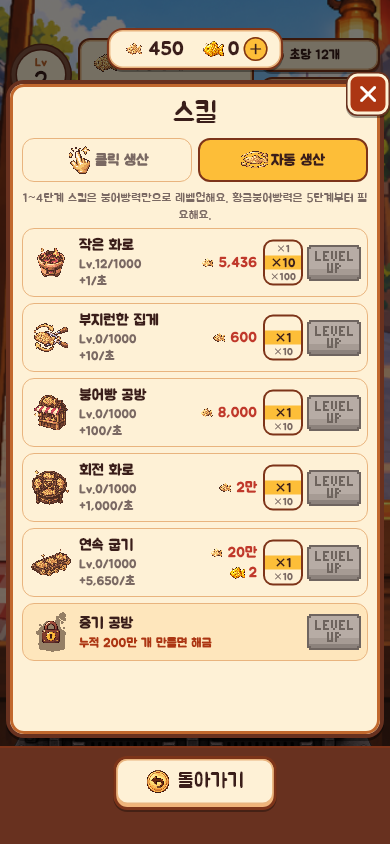 450
0
+
Lv
초당 12개
스킬
클릭 생산
자동 생산
1~4단계 스킬은 붕어빵력만으로 레벨업해요. 황금붕어빵력은 5단계부터 필
요해요.
작은 화로
Lv.12/1000
+1/초
5,436
×1
×10
×100
LEVEL
UP
부지런한 집게
Lv.0/1000
+10/초
600
×1
×10
LEVEL
UP
붕어빵 공방
Lv.0/1000
+100/초
8,000
×1
×10
LEVEL
UP
회전 화로
Lv.0/1000
+1,000/초
2만
×1
×10
LEVEL
UP
연속 굽기
Lv.0/1000
+5,650/초
20만
2
×1
×10
LEVEL
UP
증기 공방
누적 200만 개 만들면 해금
LEVEL
UP
돌아가기